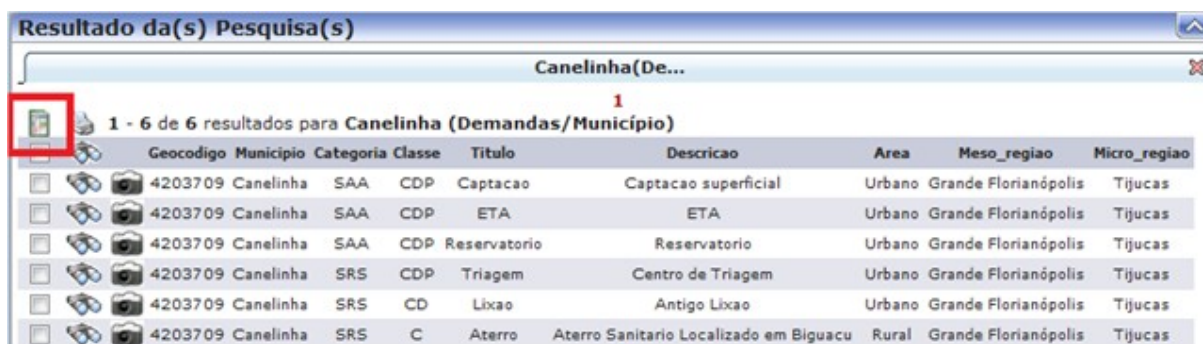 Resultado da(s) Pesquisa(s)
Canelinha(De...
1
1 - 6 de 6 resultados para Canelinha (Demandas/Município)
Geocodigo Municipio Categoria Classe Titulo Descricao Area Meso_regiao Micro_regiao
4203709 Canelinha SAA CDP Captacao Captacao superficial Urbano Grande Florianópolis Tijucas
4203709 Canelinha SAA CDP ETA ETA Urbano Grande Florianópolis Tijucas
4203709 Canelinha SAA CDP Reservatorio Reservatorio Urbano Grande Florianópolis Tijucas
4203709 Canelinha SRS CDP Triagem Centro de Triagem Urbano Grande Florianópolis Tijucas
4203709 Canelinha SRS CD Lixao Antigo Lixao Urbano Grande Florianópolis Tijucas
4203709 Canelinha SRS C Aterro Aterro Sanitario Localizado em Biguacu Rural Grande Florianópolis Tijucas